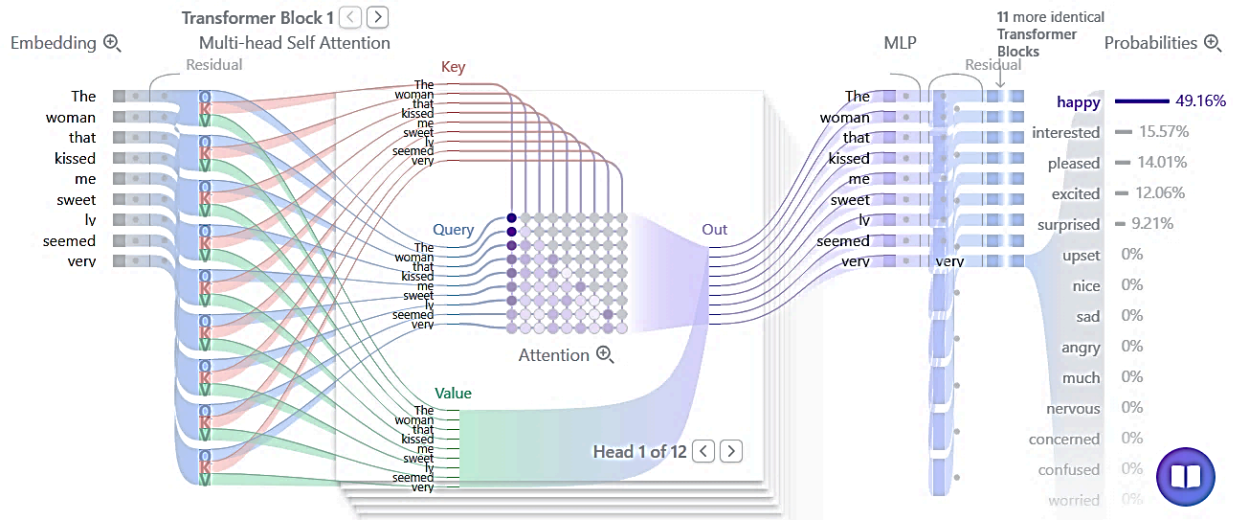 Transformer Block 1
11 more identical
Transformer
Blocks
Embedding
Multi-head Self Attention
MLP
Probabilities
Residual
Residual
Key
The
woman
that
kissed
me
sweet
ly
seemed
very
The
woman
that
kissed
me
sweet
ly
seemed
very
Q
K
V
Q
K
V
Q
K
V
Q
K
V
Q
K
V
Q
K
V
Q
K
V
Q
K
V
Q
K
V
Query
The
woman
that
kissed
me
sweet
ly
seemed
very
Attention
Value
The
woman
that
kissed
me
sweet
ly
seemed
very
Head 1 of 12
Out
The
woman
that
kissed
me
sweet
ly
seemed
very
very
happy 49.16%
interested 15.57%
pleased 14.01%
excited 12.06%
surprised 9.21%
upset 0%
nice 0%
sad 0%
angry 0%
much 0%
nervous 0%
concerned 0%
confused 0%
worried 0%